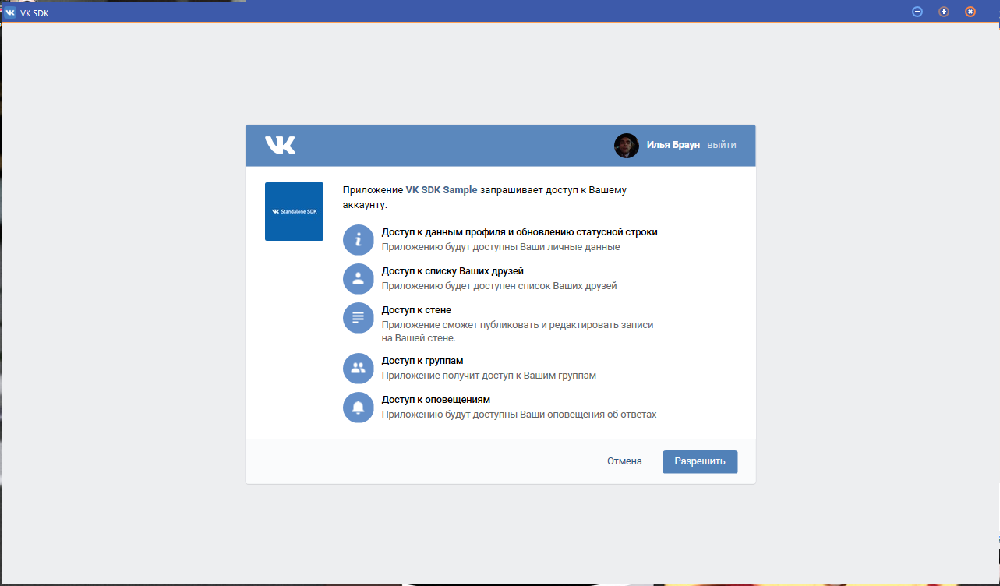 VK SDK
Илья Браун выйти
Standalone SDK
Приложение VK SDK Sample запрашивает доступ к Вашему
аккаунту.
Доступ к данным профиля и обновлению статусной строки
Приложению будут доступны Ваши личные данные
Доступ к списку Ваших друзей
Приложению будет доступен список Ваших друзей
Доступ к стене
Приложение сможет публиковать и редактировать записи
на Вашей стене.
Доступ к группам
Приложение получит доступ к Вашим группам
Доступ к оповещениям
Приложению будут доступны Ваши оповещения об ответах
Отмена Разрешить